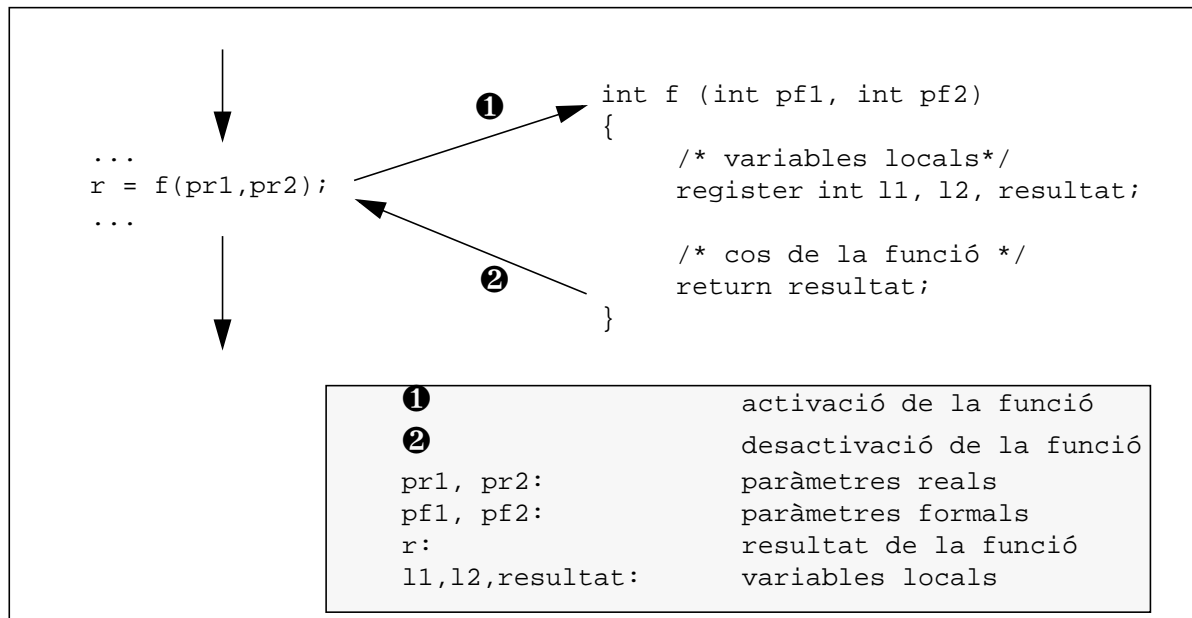 ...
r = f(pr1,pr2);
...
❶
❷
int f (int pf1, int pf2)
{
/* variables locals*/
register int l1, l2, resultat;
/* cos de la funció */
return resultat;
}
❶ activació de la funció
❷ desactivació de la funció
pr1, pr2: paràmetres reals
pf1, pf2: paràmetres formals
r: resultat de la funció
l1,l2,resultat: variables locals